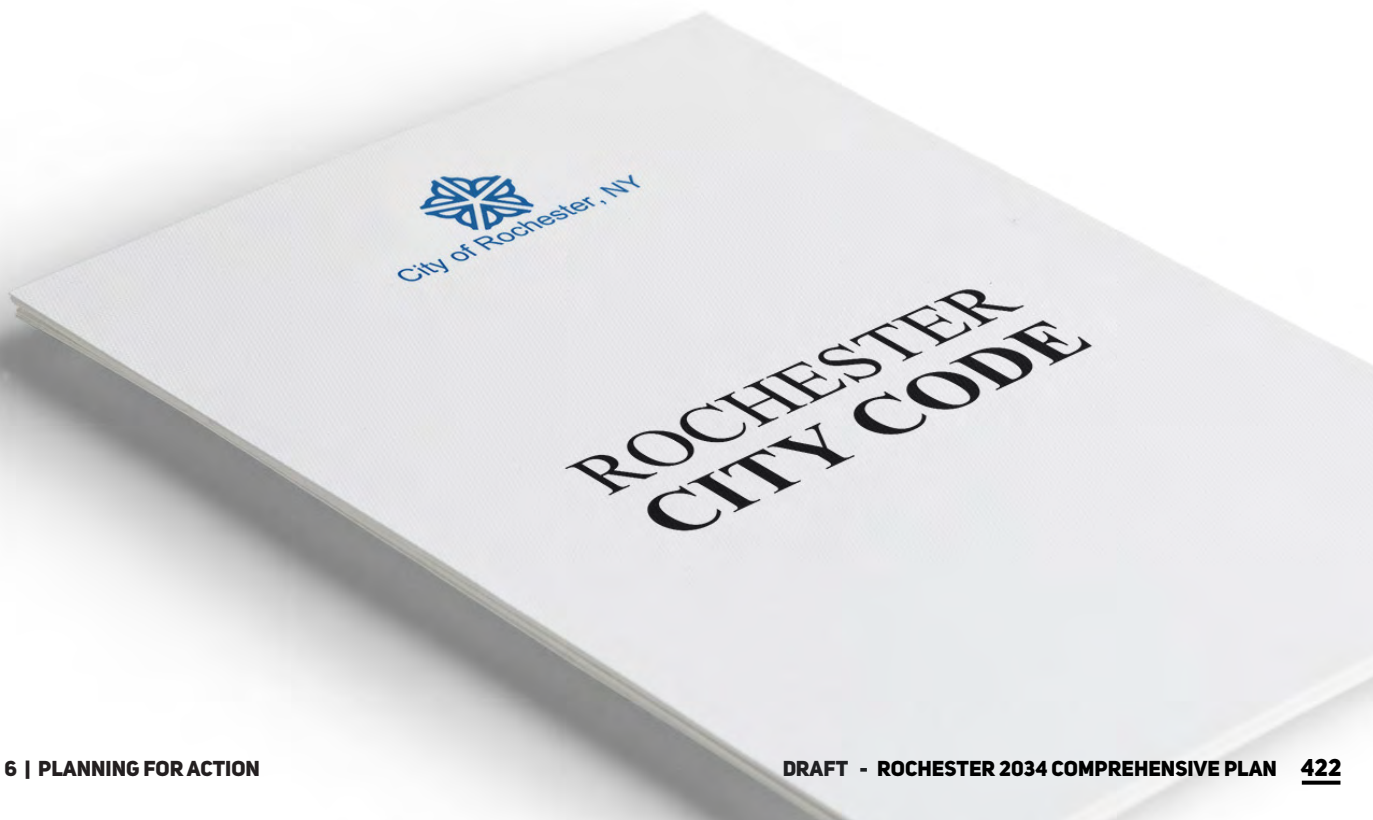 City of Rochester, NY
ROCHESTER
CITY CODE
6 | PLANNING FOR ACTION
DRAFT - ROCHESTER 2034 COMPREHENSIVE PLAN 422